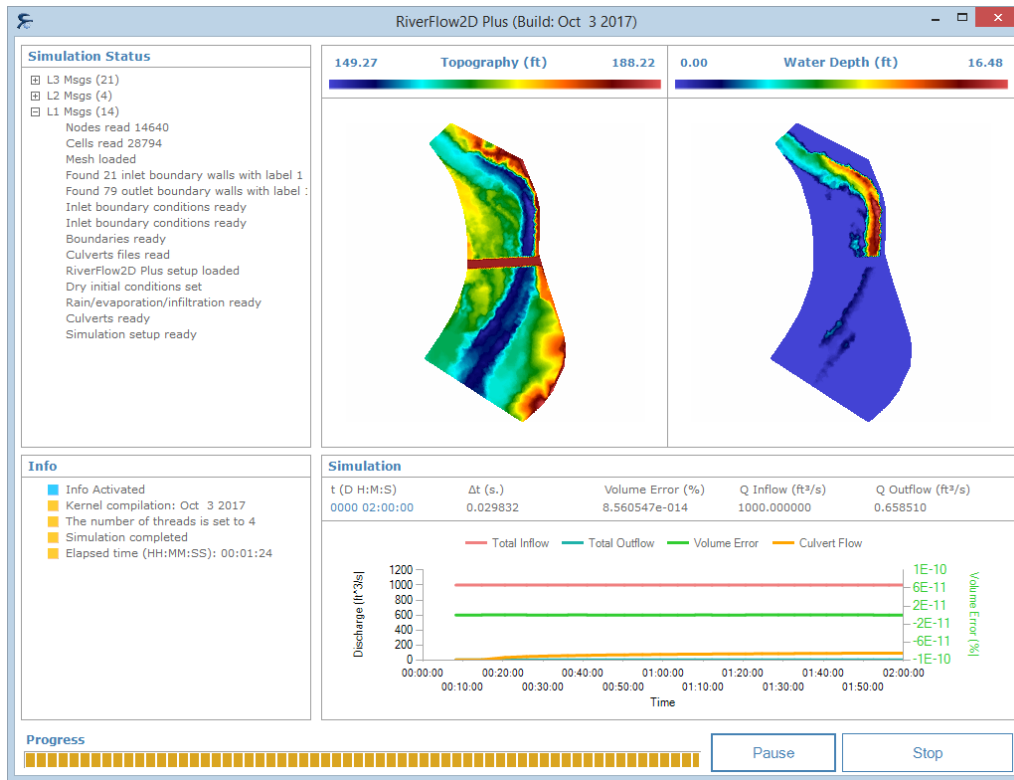 RiverFlow2D Plus (Build: Oct 3 2017)
Simulation Status
L3 Msgs (21)
L2 Msgs (4)
L1 Msgs (14)
Nodes read 14640
Cells read 28794
Mesh loaded
Found 21 inlet boundary walls with label 1
Found 79 outlet boundary walls with label
Inlet boundary conditions ready
Inlet boundary conditions ready
Boundaries ready
Culverts files read
RiverFlow2D Plus setup loaded
Dry initial conditions set
Rain/evaporation/infiltration ready
Culverts ready
Simulation setup ready
149.27 Topography (ft) 188.22
0.00 Water Depth (ft) 16.48
Info
Info Activated
Kernel compilation: Oct 3 2017
The number of threads is set to 4
Simulation completed
Elapsed time (HH:MM:SS): 00:01:24
Simulation
t (D H:M:S) Δt (s.) Volume Error (%) Q Inflow (ft³/s) Q Outflow (ft³/s)
0000 02:00:00 0.029832 8.560547e-014 1000.000000 0.658510
Total Inflow Total Outflow Volume Error Culvert Flow
Discharge (ft^3/s)
1200
1000
800
600
400
200
0
1E-10
6E-11
2E-11
-2E-11
-6E-11
-1E-10
Volume Error (%)
00:00:00 00:20:00 00:40:00 01:00:00 01:20:00 01:40:00 02:00:00
00:10:00 00:30:00 00:50:00 01:10:00 01:30:00 01:50:00
Time
Progress
Pause
Stop